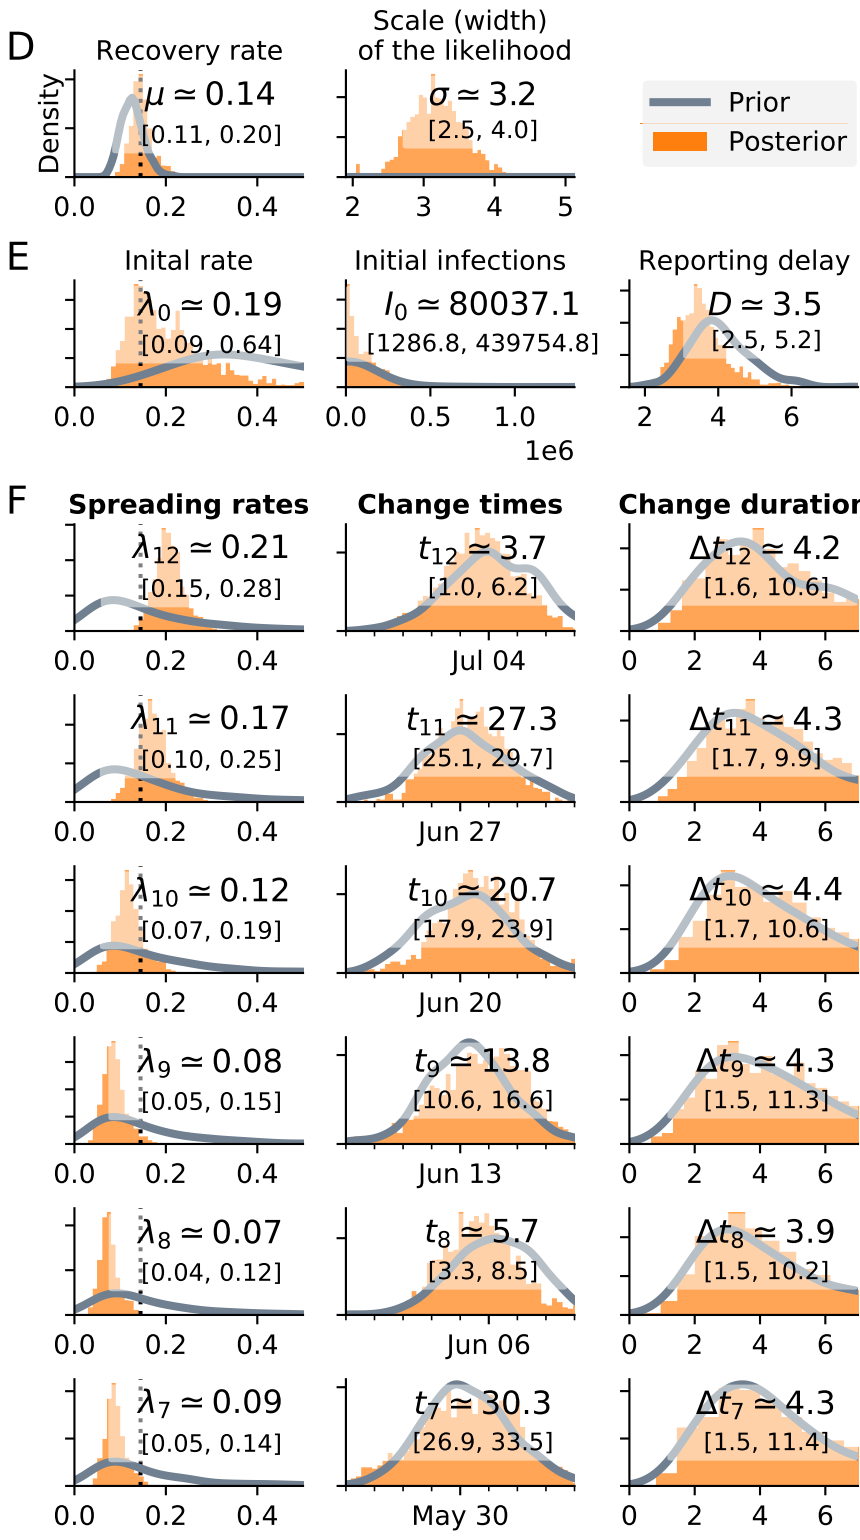 D
Recovery rate
Scale (width)
of the likelihood
Density
μ ≃ 0.14
[0.11, 0.20]
0.0 0.2 0.4
σ ≃ 3.2
[2.5, 4.0]
2 3 4 5
Prior
Posterior
E
Inital rate
Initial infections
Reporting delay
λ0 ≃ 0.19
[0.09, 0.64]
0.0 0.2 0.4
I0 ≃ 80037.1
[1286.8, 439754.8]
0.0 0.5 1.0
1e6
D ≃ 3.5
[2.5, 5.2]
2 4 6
F
Spreading rates
Change times
Change duration
λ12 ≃ 0.21
[0.15, 0.28]
0.0 0.2 0.4
t12 ≃ 3.7
[1.0, 6.2]
Jul 04
Δt12 ≃ 4.2
[1.6, 10.6]
0 2 4 6
λ11 ≃ 0.17
[0.10, 0.25]
0.0 0.2 0.4
t11 ≃ 27.3
[25.1, 29.7]
Jun 27
Δt11 ≃ 4.3
[1.7, 9.9]
0 2 4 6
λ10 ≃ 0.12
[0.07, 0.19]
0.0 0.2 0.4
t10 ≃ 20.7
[17.9, 23.9]
Jun 20
Δt10 ≃ 4.4
[1.7, 10.6]
0 2 4 6
λ9 ≃ 0.08
[0.05, 0.15]
0.0 0.2 0.4
t9 ≃ 13.8
[10.6, 16.6]
Jun 13
Δt9 ≃ 4.3
[1.5, 11.3]
0 2 4 6
λ8 ≃ 0.07
[0.04, 0.12]
0.0 0.2 0.4
t8 ≃ 5.7
[3.3, 8.5]
Jun 06
Δt8 ≃ 3.9
[1.5, 10.2]
0 2 4 6
λ7 ≃ 0.09
[0.05, 0.14]
0.0 0.2 0.4
t7 ≃ 30.3
[26.9, 33.5]
May 30
Δt7 ≃ 4.3
[1.5, 11.4]
0 2 4 6